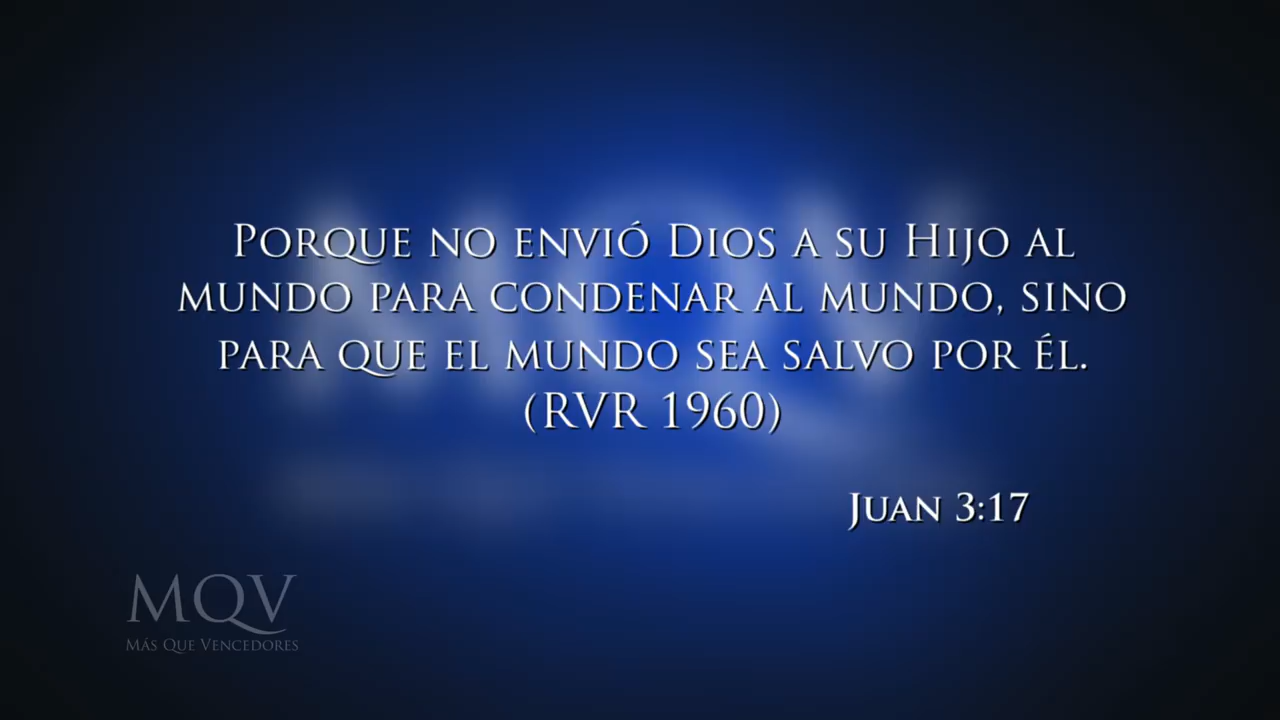 Porque no envió Dios a su Hijo al
mundo para condenar al mundo, sino
para que el mundo sea salvo por él.
(RVR 1960)
Juan 3:17
MQV
Más Que Vencedores